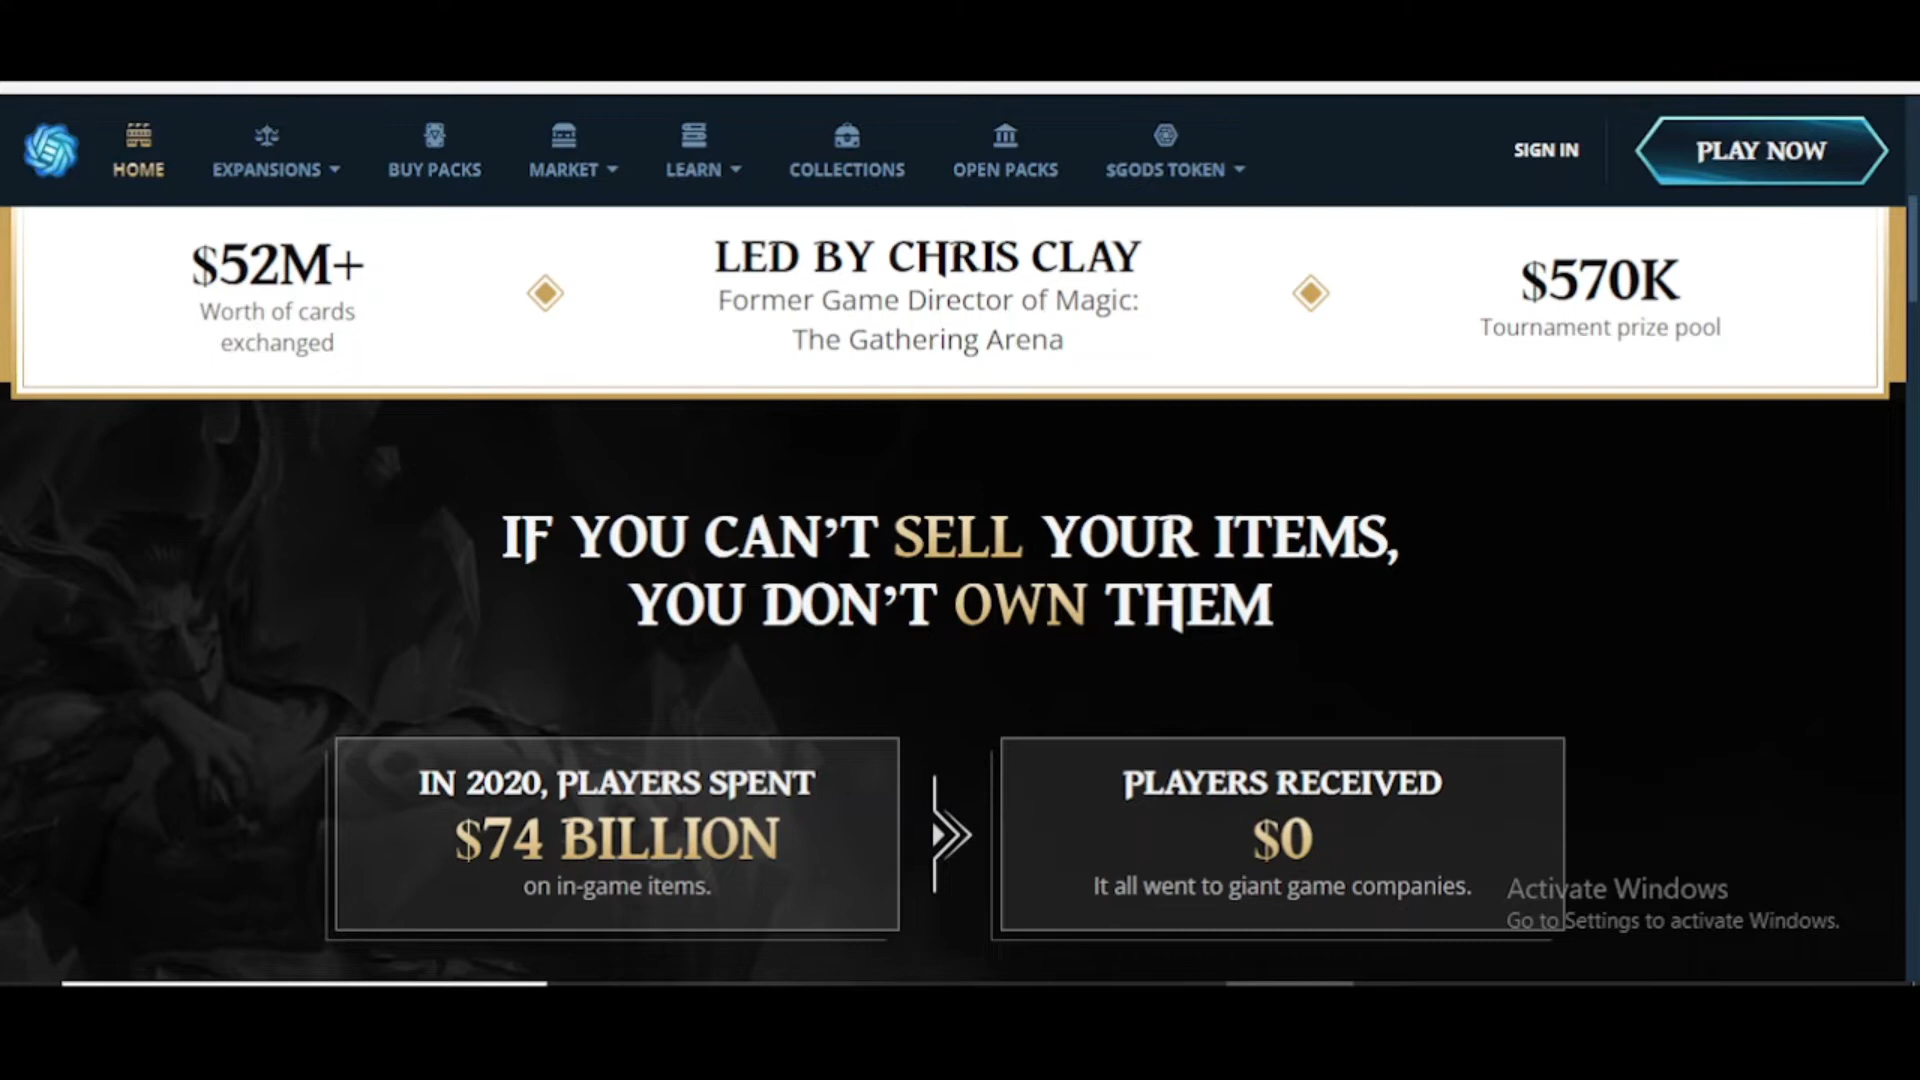 HOME
EXPANSIONS
BUY PACKS
MARKET
LEARN
COLLECTIONS
OPEN PACKS
$GODS TOKEN
SIGN IN
PLAY NOW
$52M+
Worth of cards
exchanged
LED BY CHRIS CLAY
Former Game Director of Magic:
The Gathering Arena
$570K
Tournament prize pool
IF YOU CAN'T SELL YOUR ITEMS,
YOU DON'T OWN THEM
IN 2020, PLAYERS SPENT
$74 BILLION
on in-game items.
PLAYERS RECEIVED
$0
It all went to giant game companies.
Activate Windows
Go to Settings to activate Windows.